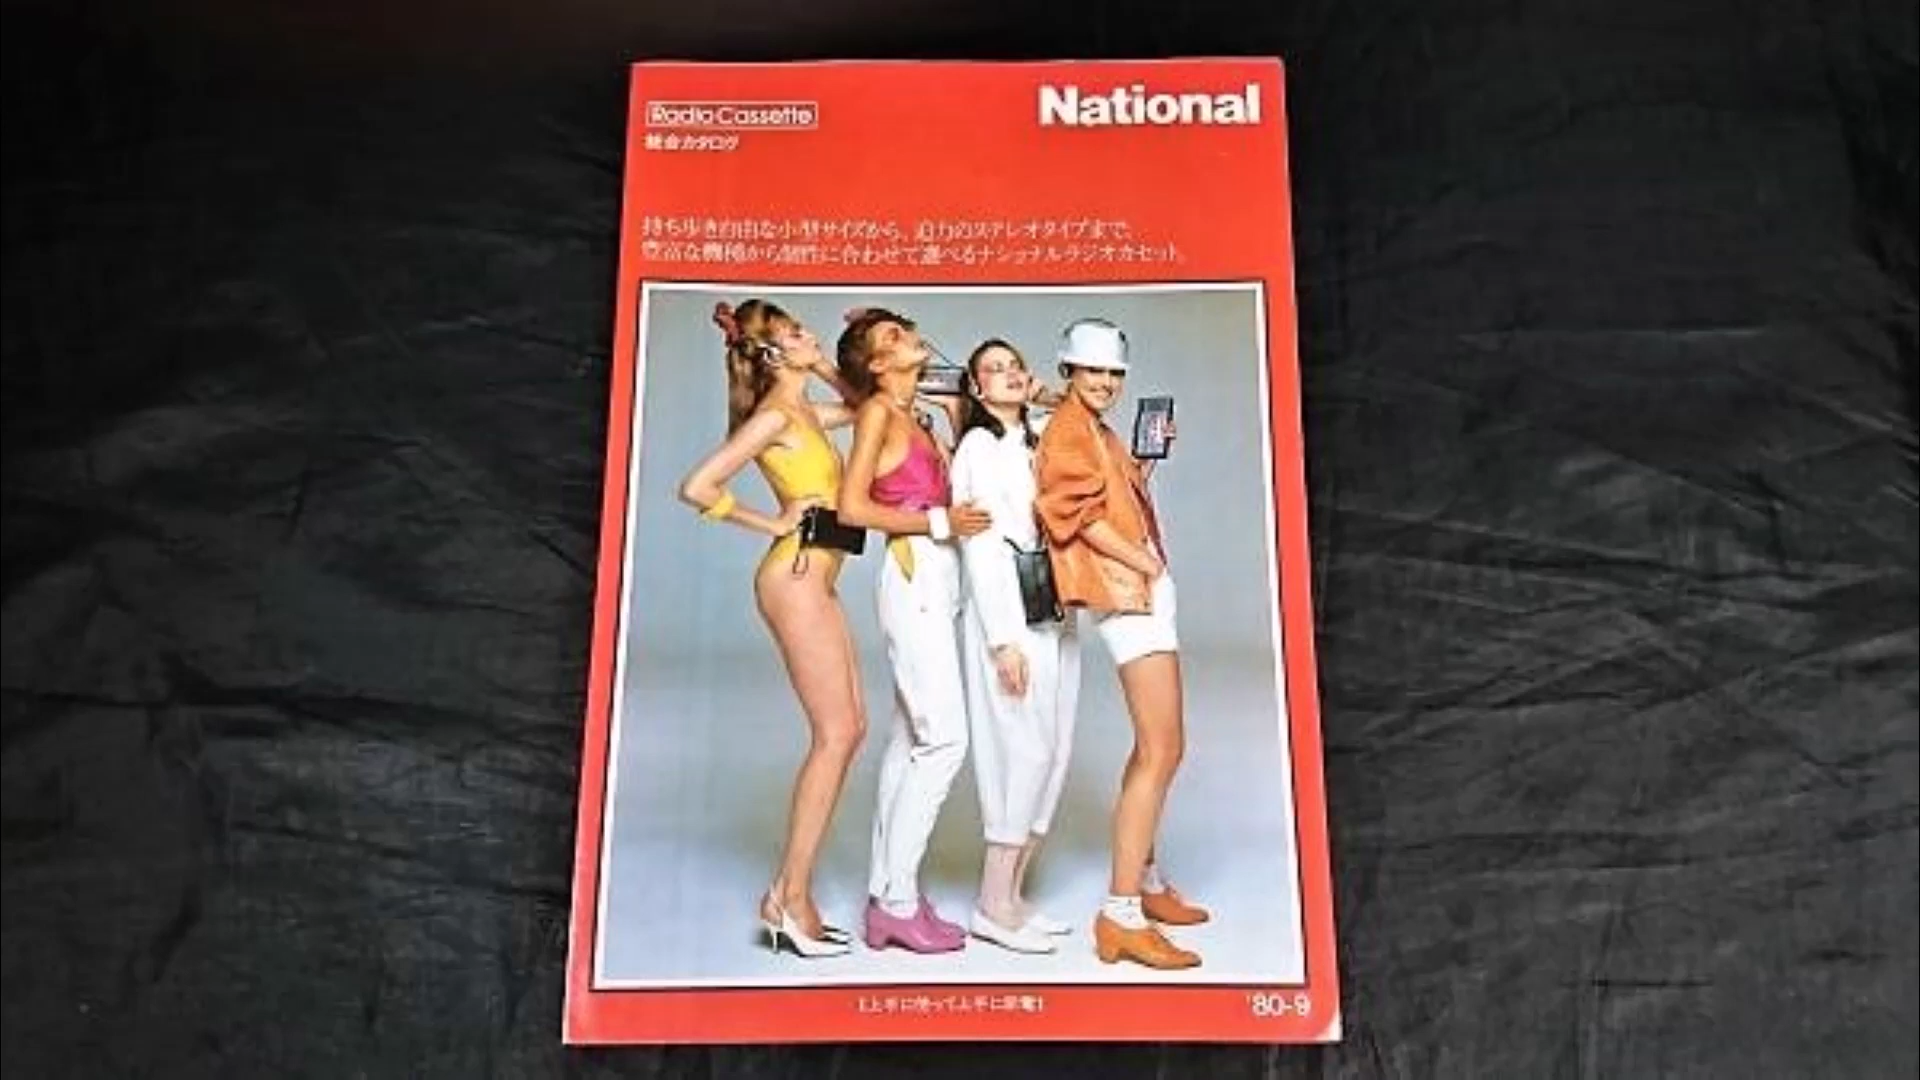 Radio Cassette
National
総合カタログ
持ち歩き自由な小型サイズから、迫力のステレオタイプまで、
豊富な機種から個性に合わせて選べるナショナルラジオカセット。
《上手に使って上手に節電》
'80-9